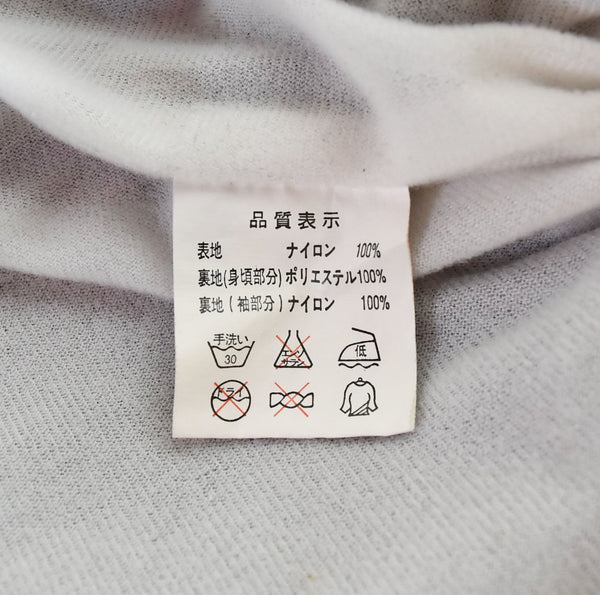 品質表示
表地 ナイロン 100%
裏地(身頃部分)ポリエステル100%
裏地(袖部分)ナイロン 100%
手洗い
30
エンソ
サラシ
低
ドライ